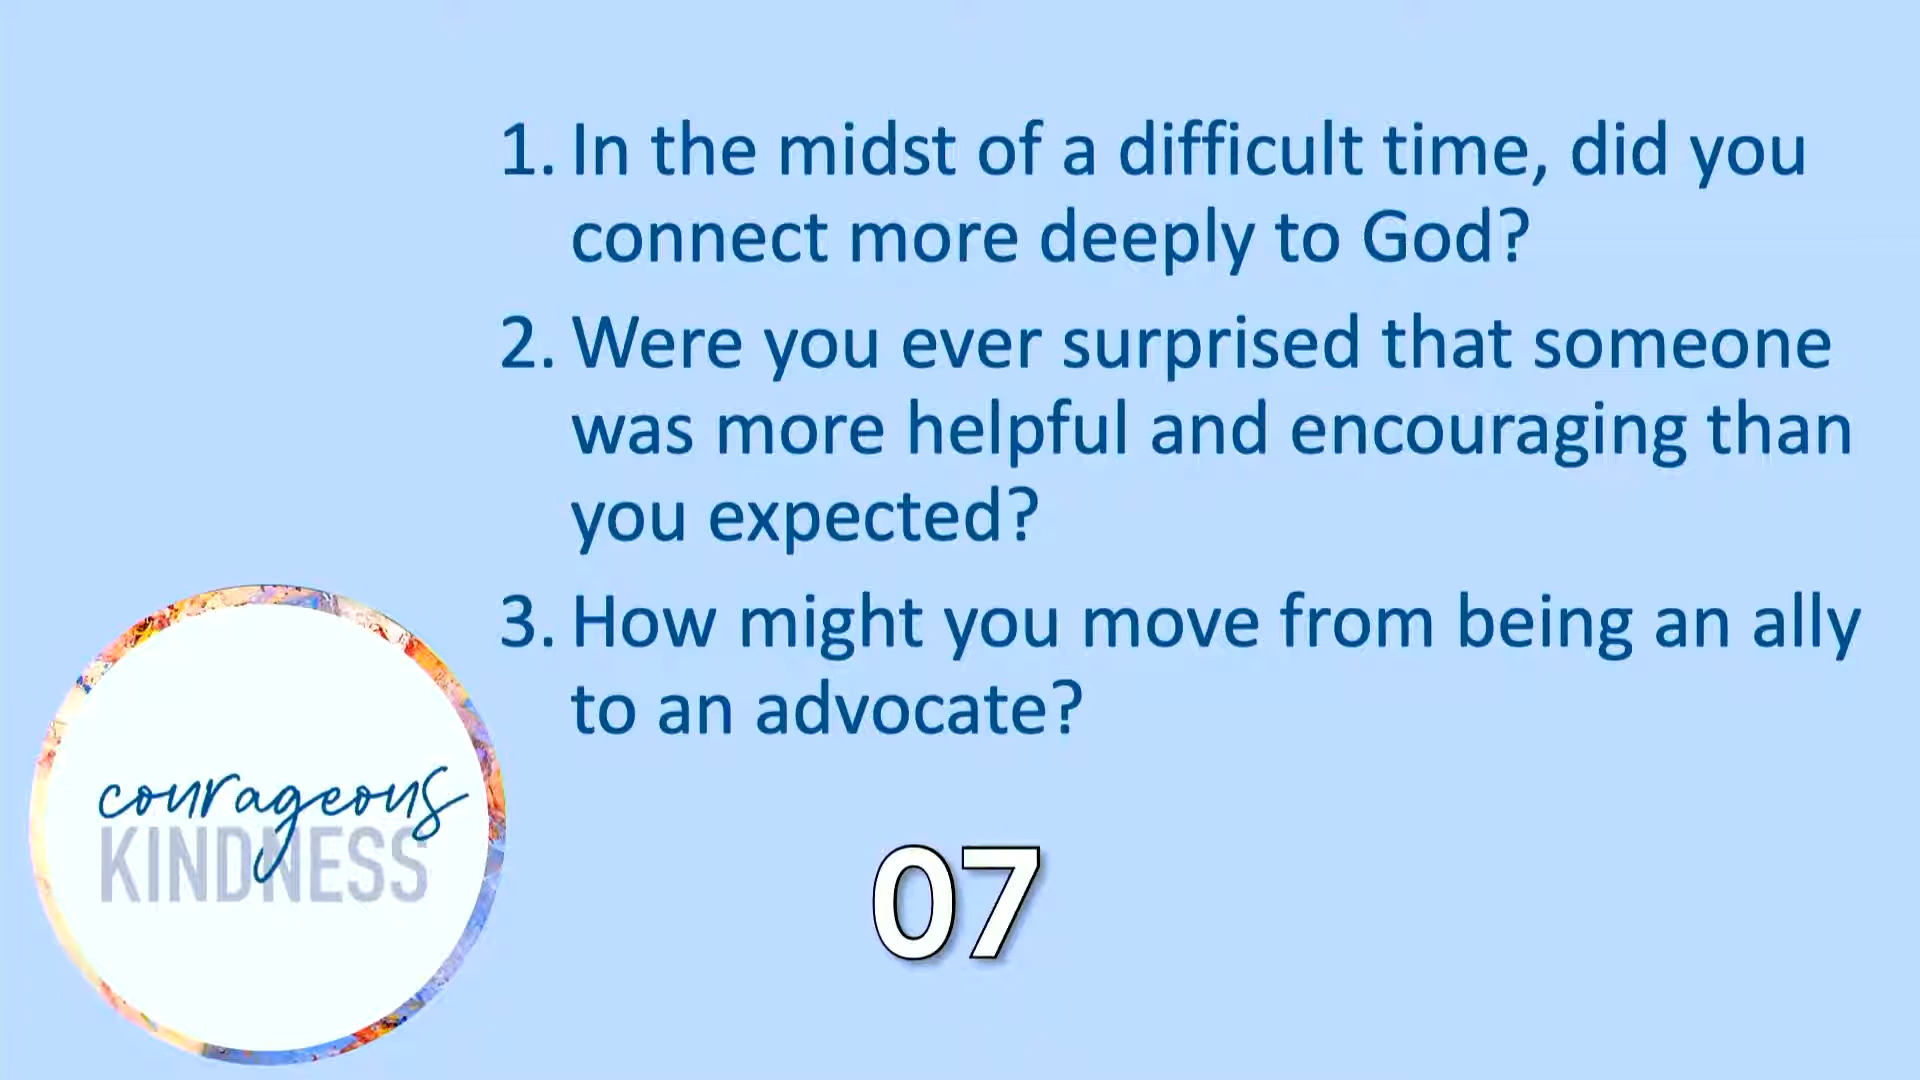 1. In the midst of a difficult time, did you
connect more deeply to God?
2. Were you ever surprised that someone
was more helpful and encouraging than
you expected?
3. How might you move from being an ally
to an advocate?
courageous
KINDNESS
07